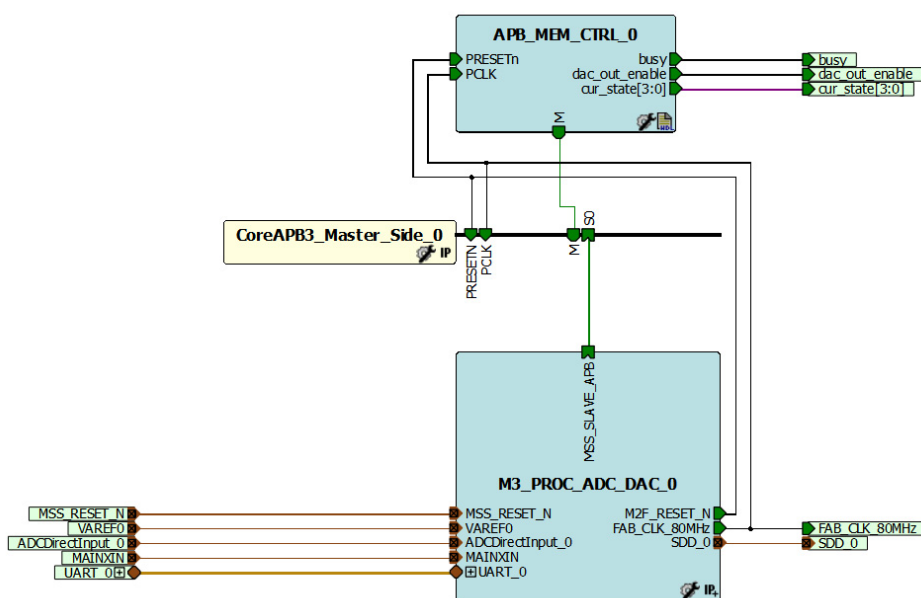 APB_MEM_CTRL_0
PRESETn
PCLK
busy
dac_out_enable
cur_state[3:0]
M
busy
dac_out_enable
cur_state[3:0]
CoreAPB3_Master_Side_0
IP
PRESETN
PCLK
M
S0
MSS_SLAVE_APB
M3_PROC_ADC_DAC_0
MSS_RESET_N
VAREF0
ADCDirectInput_0
MAINXIN
UART_0
MSS_RESET_N
VAREF0
ADCDirectInput_0
MAINXIN
UART_0
M2F_RESET_N
FAB_CLK_80MHz
SDD_0
FAB_CLK_80MHz
SDD_0
IP+